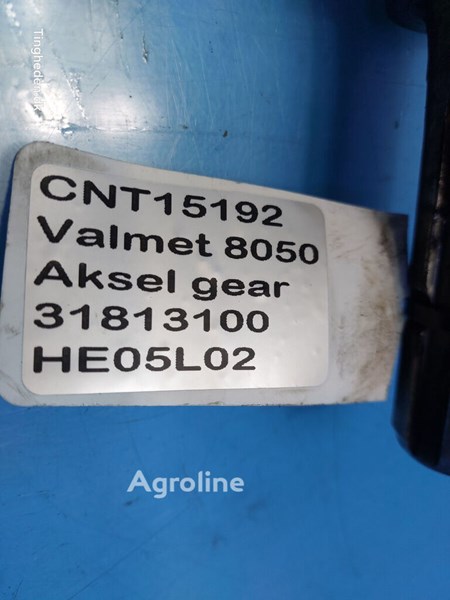 CNT15192
Valmet 8050
Aksel gear
31813100
HE05L02
Agroline